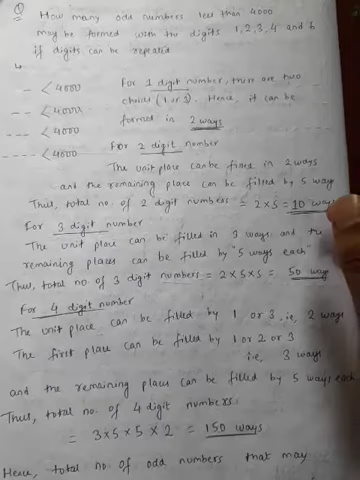 Q How many odd numbers less than 4000
may be formed with the digits 1,2,3,4 and 6
if digits can be repeated
-- < 4000 For 1 digit number, there are two
-- < 4000 choices (1 or 3). Hence, it can be
--- < 4000 formed in 2 ways
---- < 4000 For 2 digit number
The unit place can be fixed in 2 ways
and the remaining place can be filled by 5 ways
Thus, total no. of 2 digit numbers = 2 x 5 = 10 ways
For 3 digit number
The unit place can be filled in 3 ways and the
remaining places can be filled by "5 ways each"
Thus, total no of 3 digit numbers = 2 x 5 x 5 = 50 ways
For 4 digit number
The unit place can be filled by 1 or 3, i.e, 2 ways
The first place can be filled by 1 or 2 or 3
i.e, 3 ways
and the remaining places can be filled by 5 ways each
Thus, total no. of 4 digit numbers.
= 3 x 5 x 5 x 2 = 150 ways
Hence, total no of odd numbers that may